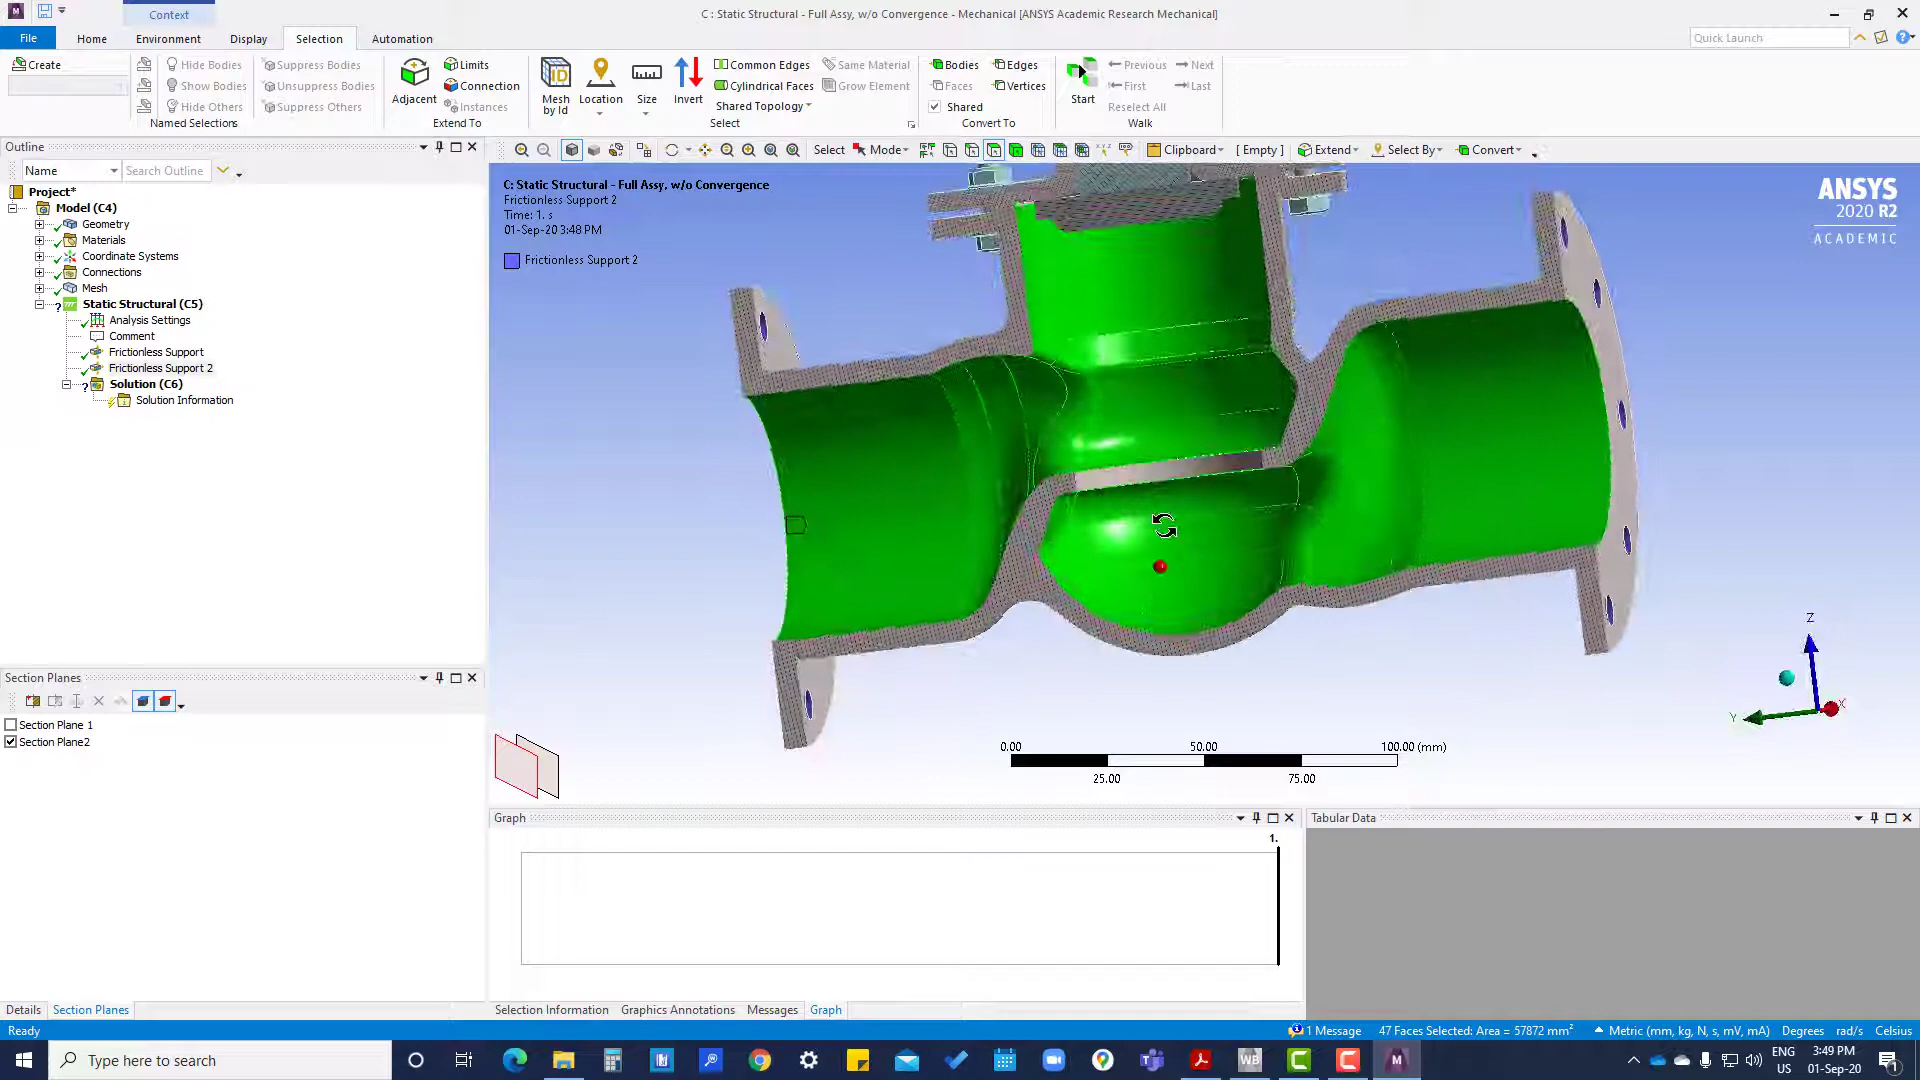 Context
C : Static Structural - Full Assy, w/o Convergence - Mechanical [ANSYS Academic Research Mechanical]
File
Home
Environment
Display
Selection
Automation
Quick Launch
Create
Hide Bodies
Show Bodies
Hide Others
Suppress Bodies
Unsuppress Bodies
Suppress Others
Named Selections
Adjacent
Limits
Connection
Instances
Extend To
Mesh by Id
Location
Size
Invert
Common Edges
Cylindrical Faces
Shared Topology
Same Material
Grow Element
Select
Bodies
Faces
Shared
Edges
Vertices
Convert To
Start
Previous
First
Reselect All
Next
Last
Walk
Outline
Name
Search Outline
Select
Mode
Clipboard
[ Empty ]
Extend
Select By
Convert
Project*
Model (C4)
Geometry
Materials
Coordinate Systems
Connections
Mesh
Static Structural (C5)
Analysis Settings
Comment
Frictionless Support
Frictionless Support 2
Solution (C6)
Solution Information
C: Static Structural - Full Assy, w/o Convergence
Frictionless Support 2
Time: 1. s
01-Sep-20 3:48 PM
Frictionless Support 2
ANSYS
2020 R2
ACADEMIC
Z
Y
X
0.00
50.00
100.00 (mm)
25.00
75.00
Section Planes
Section Plane 1
Section Plane2
Graph
1.
Tabular Data
Details
Section Planes
Selection Information
Graphics Annotations
Messages
Graph
Ready
1 Message
47 Faces Selected: Area = 57872 mm²
Metric (mm, kg, N, s, mV, mA)
Degrees
rad/s
Celsius
Type here to search
WB
M
ENG
US
3:49 PM
01-Sep-20
1